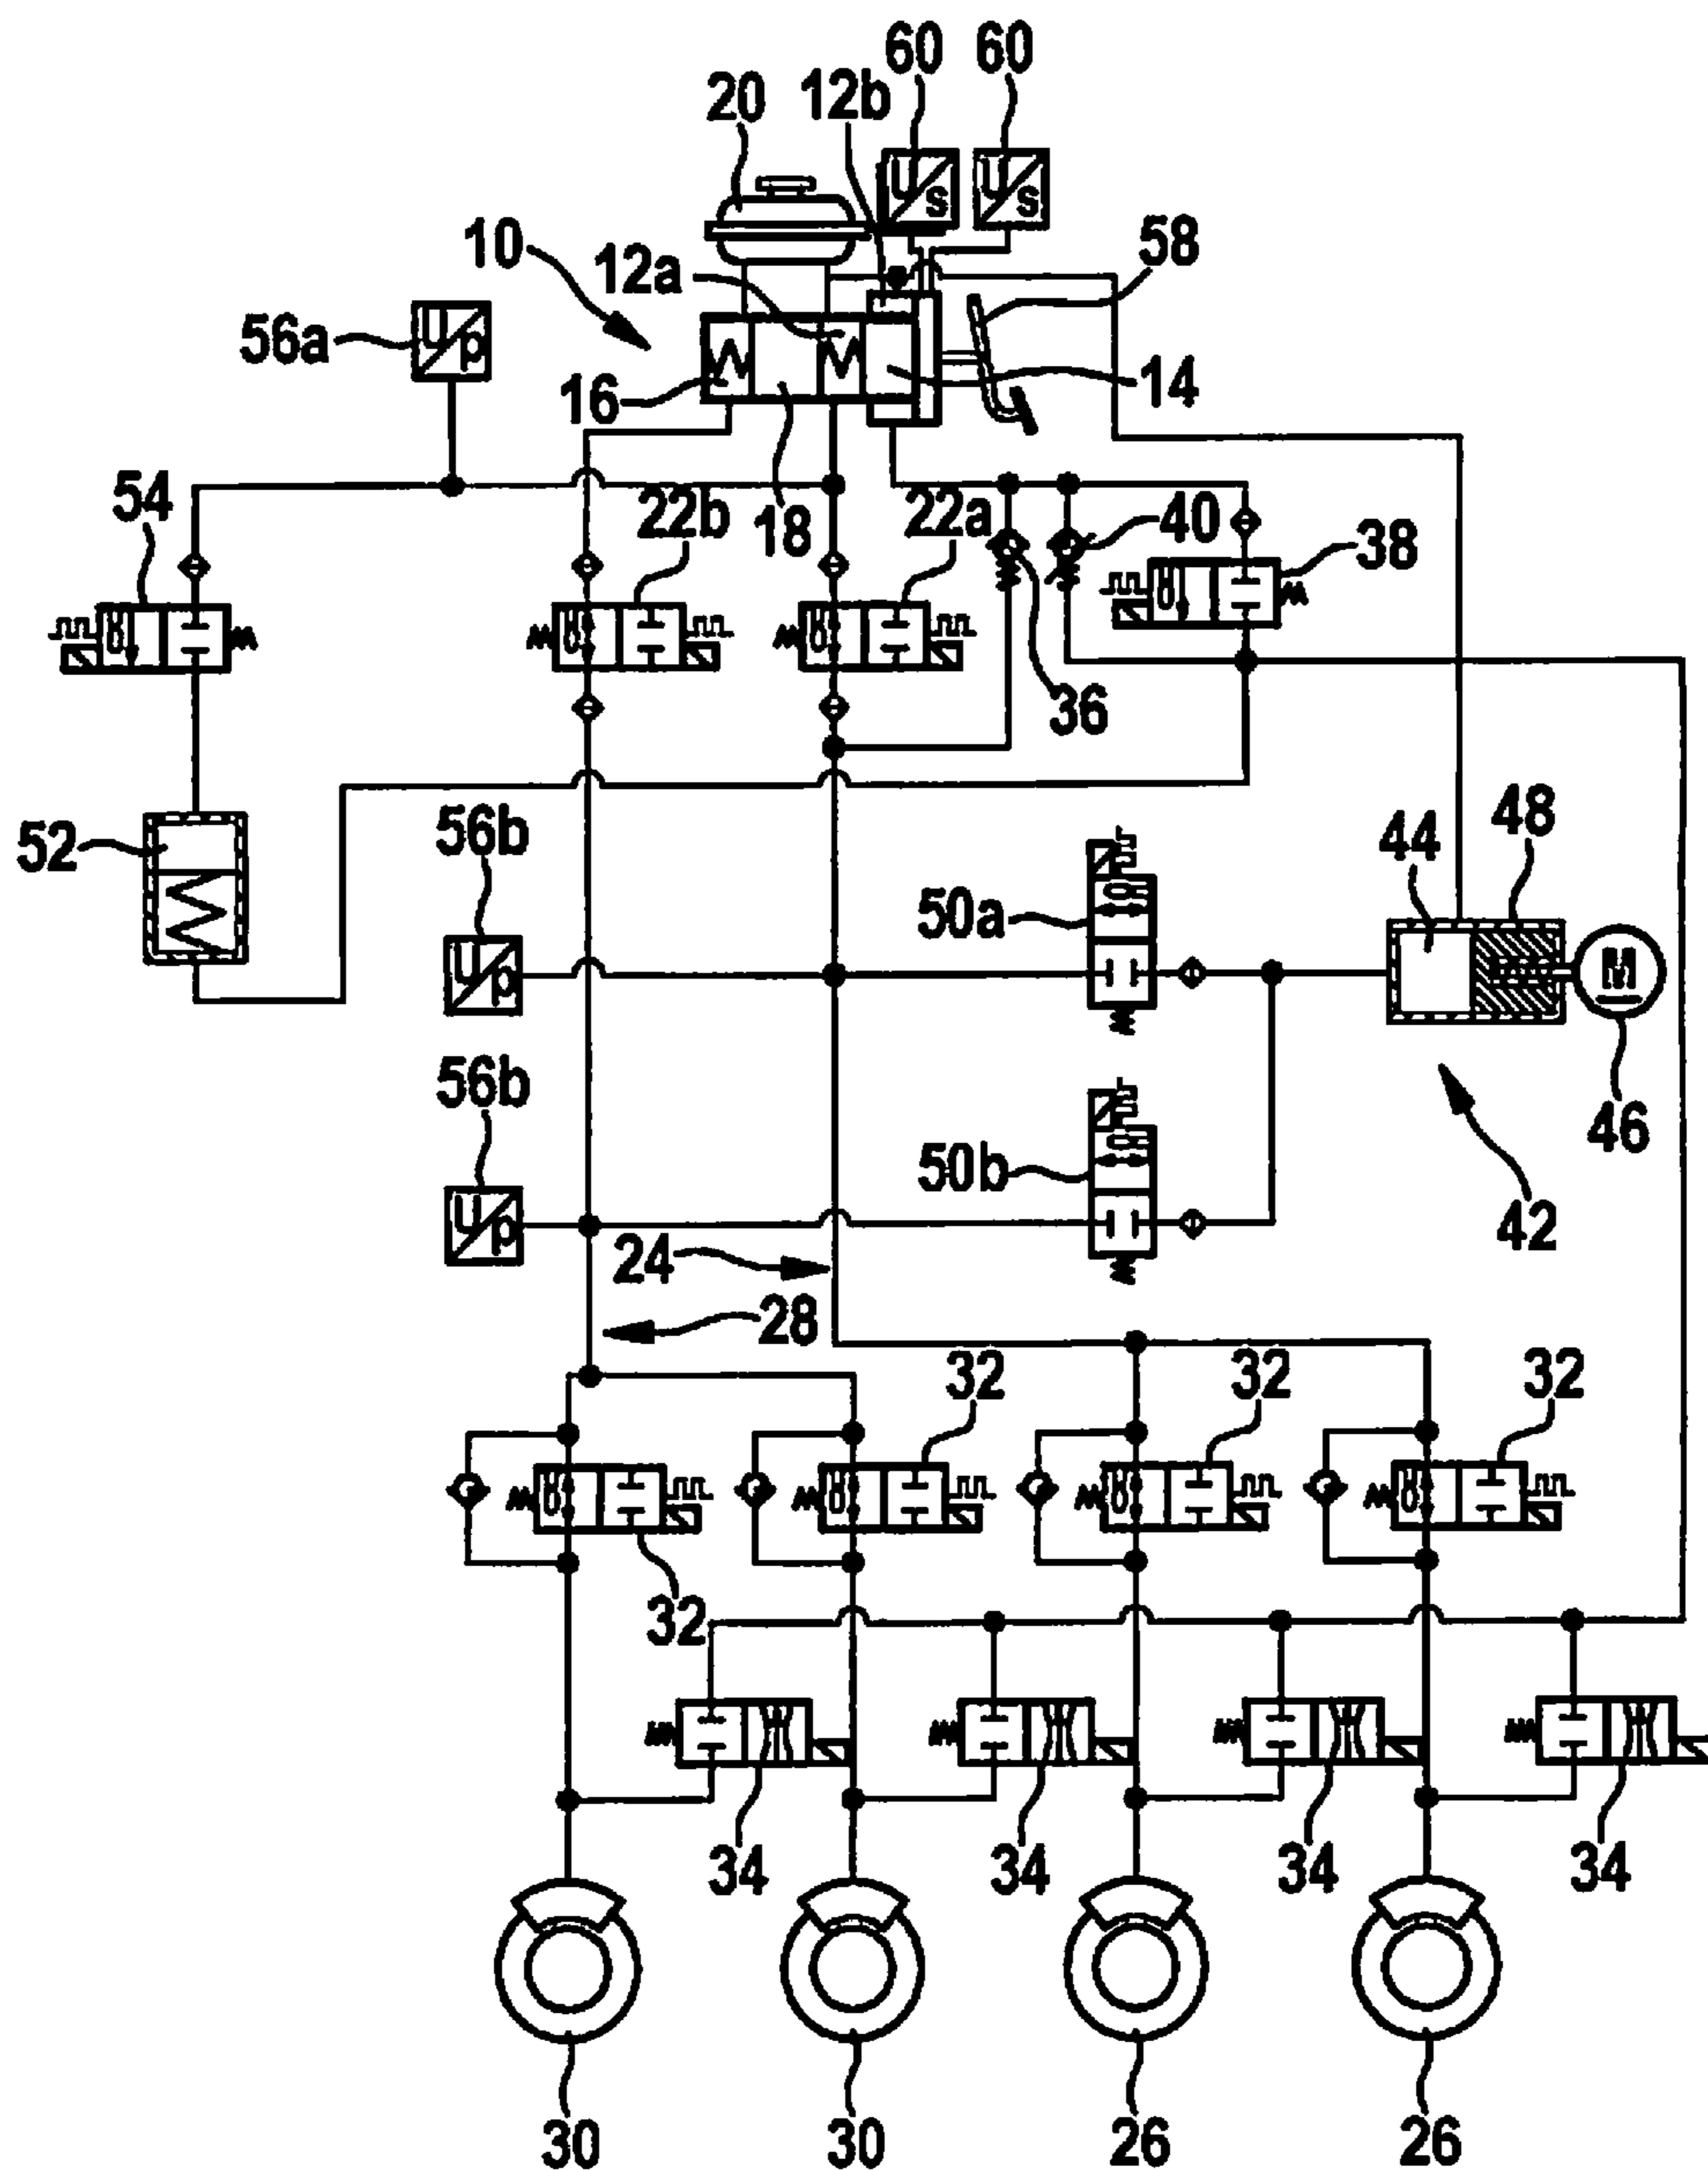 60 60
20 12b
U s U s
10 12a 58
56a U p
16 14
54 22b 18 22a 40 38
36
52 56b 44 48
50a
U p M
56b 46
50b
U p 42
24
28
32 32 32
32
34 34 34 34
30 30 26 26